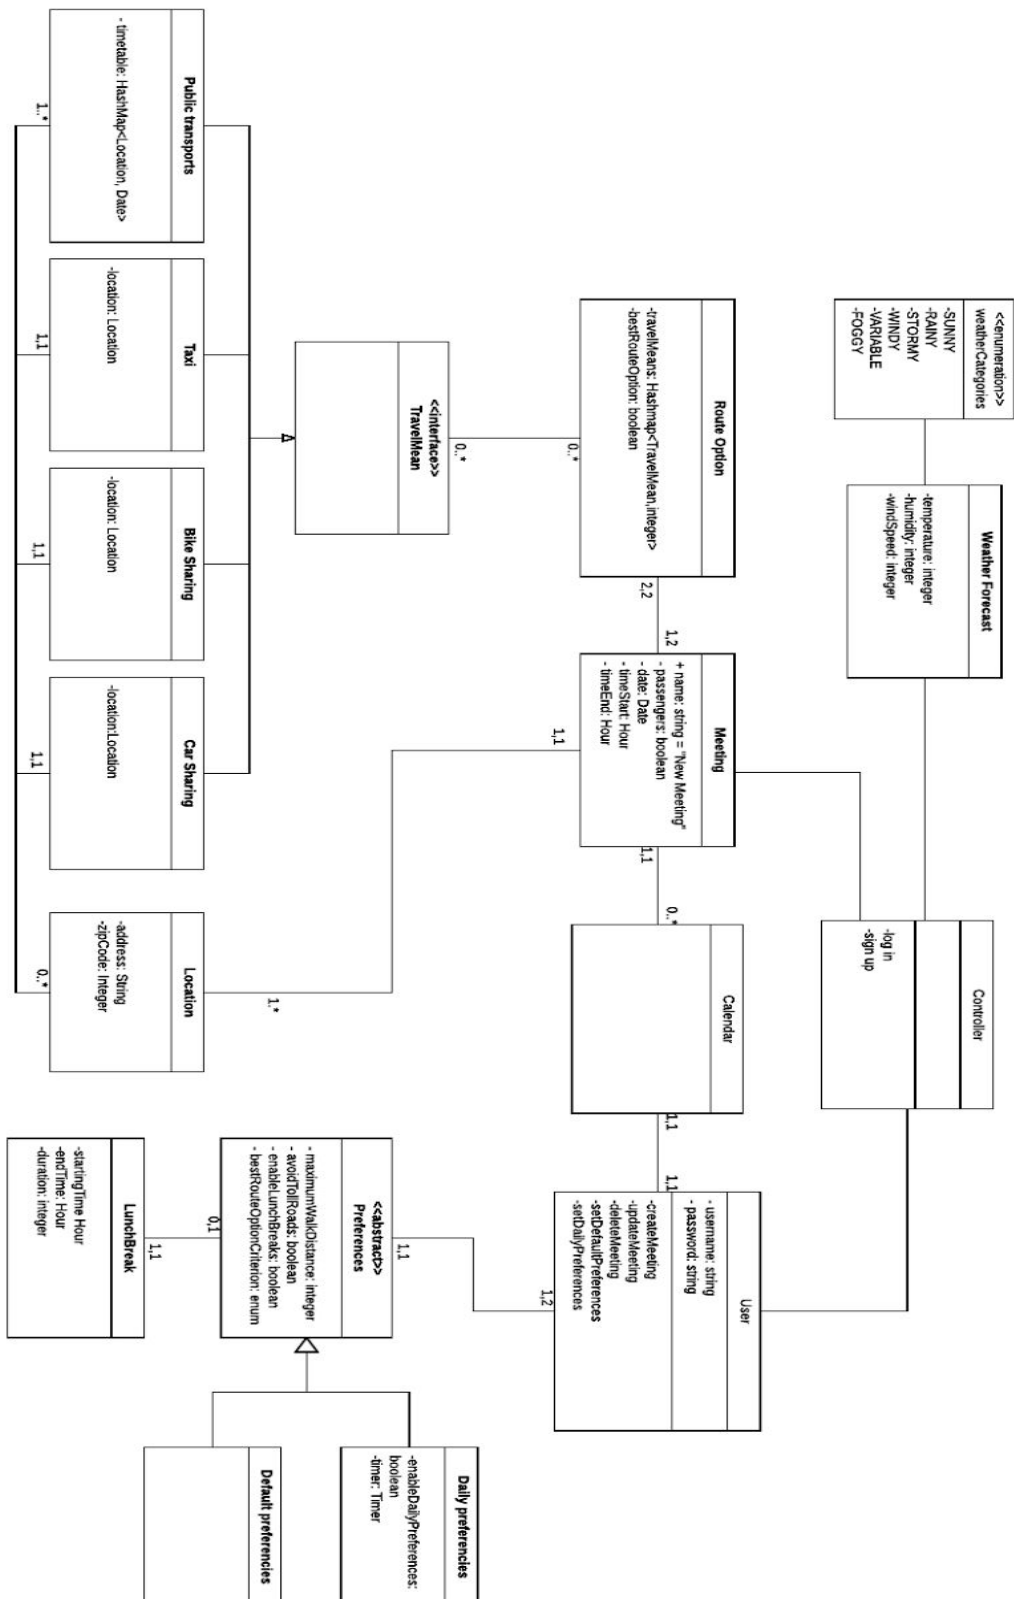 <<enumeration>>
weatherCategories
-SUNNY
-RAINY
-STORMY
-WINDY
-VARIABLE
-FOGGY
Weather Forecast
-temperature: integer
-humidity: integer
-windSpeed: integer
Controller
-log in
-sign up
Route Option
-travelMeans: Hashmap<TravelMean,integer>
-bestRouteOption: boolean
2,2
0..*
1,2
Meeting
+ name: string = "New Meeting"
- passengers: boolean
- date: Date
- timeStart: Hour
- timeEnd: Hour
1,1
1,1
0..*
Calendar
1,1
1,1
User
- username: string
- password: string
-createMeeting
-updateMeeting
-deleteMeeting
-setDefaultPreferences
-setDailyPreferences
1,2
0..*
<<interface>>
TravelMean
1,1
<<abstract>>
Preferences
- maximumWalkDistance: integer
- avoidTollRoads: boolean
- enableLunchBreaks: boolean
- bestRouteOptionCriterion: enum
0,1
Daily preferencies
-enableDailyPreferences:
boolean
-timer: Timer
Default preferencies
Public transports
- timetable: HashMap<Location, Date>
1..*
Taxi
-location: Location
1,1
Bike Sharing
-location: Location
1,1
Car Sharing
-location:Location
1,1
1.*
Location
-address: String
-zipCode: Integer
0..*
1,1
LunchBreak
-startingTime Hour
-endTime: Hour
-duration: integer